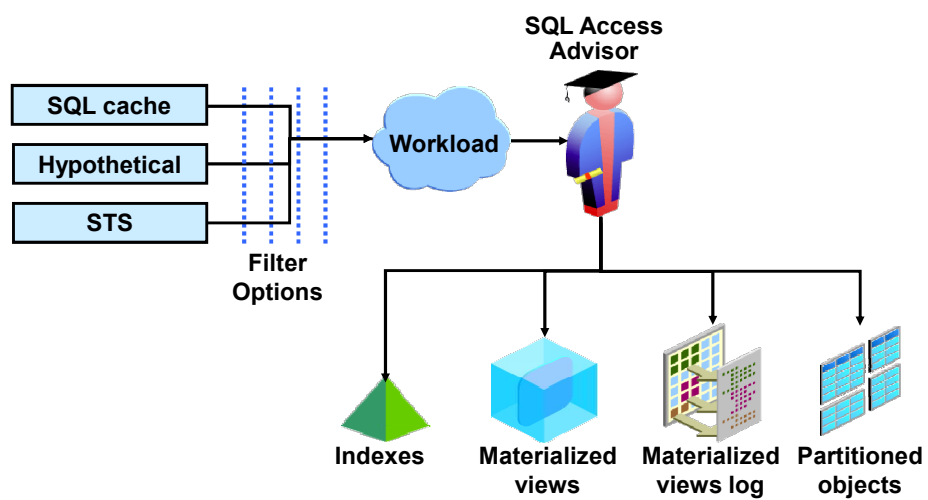 SQL Access
Advisor
SQL cache
Hypothetical
STS
Workload
Filter
Options
Indexes
Materialized
views
Materialized
views log
Partitioned
objects